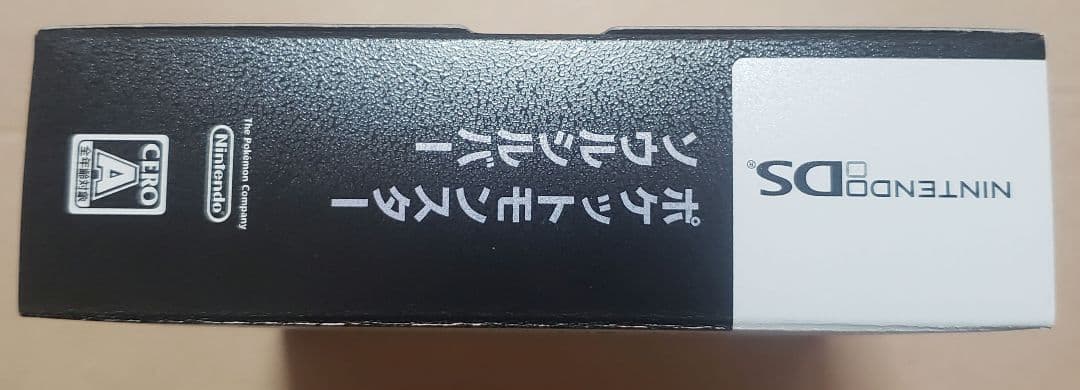 NINTENDO DS®
ポケットモンスター
ソウルシルバー
The Pokémon Company
Nintendo
CERO
A
全年齢対象